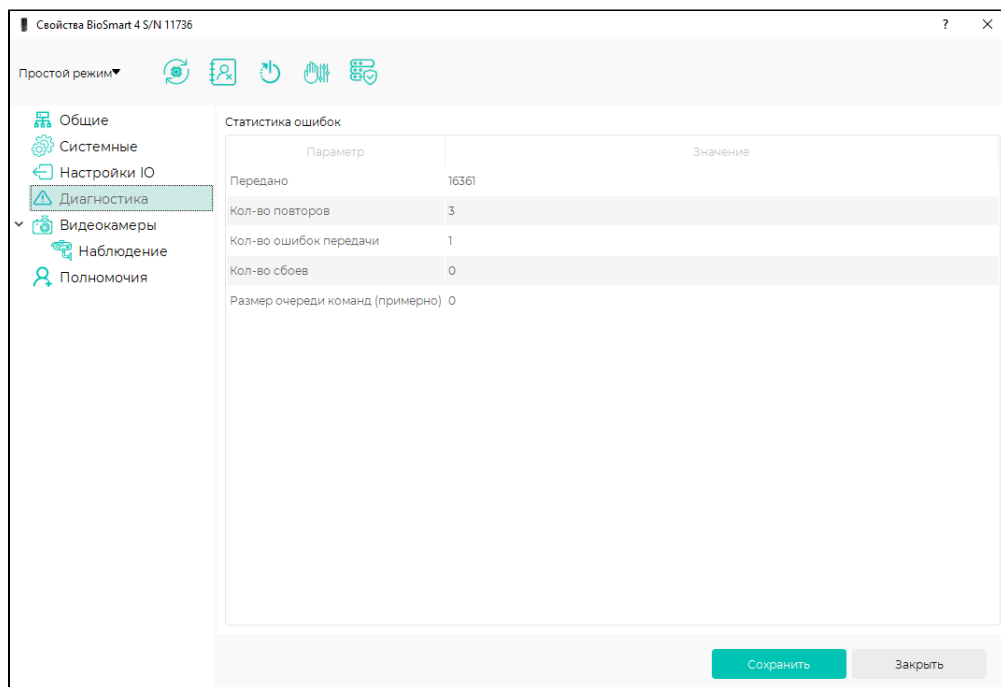 Свойства BioSmart 4 S/N 11736
?
Простой режим
Общие
Системные
Настройки IO
Диагностика
Видеокамеры
Наблюдение
Полномочия
Статистика ошибок
Параметр Значение
Передано 16361
Кол-во повторов 3
Кол-во ошибок передачи 1
Кол-во сбоев 0
Размер очереди команд (примерно) 0
Сохранить Закрыть